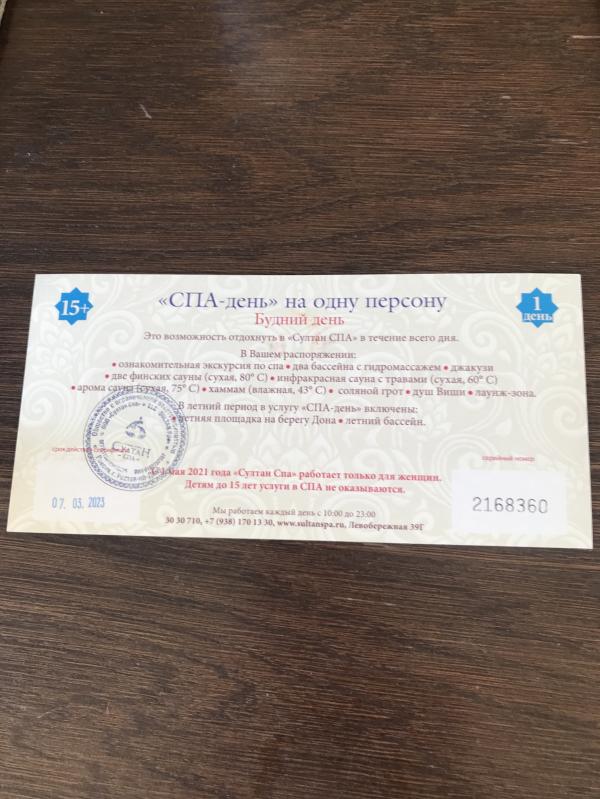 15+
«СПА-день» на одну персону
1
день
Будний день
Это возможность отдохнуть в «Султан СПА» в течение всего дня.
В Вашем распоряжении:
• ознакомительная экскурсия по спа • два бассейна с гидромассажем • джакузи
• две финских сауны (сухая, 80° С) • инфракрасная сауна с травами (сухая, 60° С)
• арома сауна (сухая, 75° С) • хаммам (влажная, 43° С) • соляной грот • душ Виши • лаунж-зона.
В летний период в услугу «СПА-день» включены:
летняя площадка на берегу Дона • летний бассейн.
СУЛТАН
СПА
срок действия
серийный номер:
мая 2021 года «Султан Спа» работает только для женщин.
Детям до 15 лет услуги в СПА не оказываются.
07. 03. 2023
2168360
Мы работаем каждый день с 10:00 до 23:00
30 30 710, +7 (938) 170 13 30, www.sultanspa.ru, Левобережная 39Г